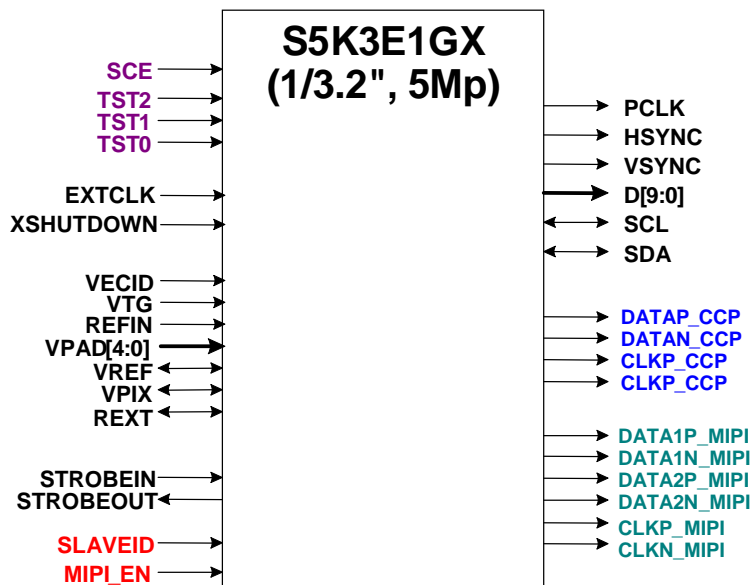 S5K3E1GX
(1/3.2", 5Mp)
SCE
TST2
TST1
TST0
EXTCLK
XSHUTDOWN
VECID
VTG
REFIN
VPAD[4:0]
VREF
VPIX
REXT
STROBEIN
STROBEOUT
SLAVEID
MIPI_EN
PCLK
HSYNC
VSYNC
D[9:0]
SCL
SDA
DATAP_CCP
DATAN_CCP
CLKP_CCP
CLKP_CCP
DATA1P_MIPI
DATA1N_MIPI
DATA2P_MIPI
DATA2N_MIPI
CLKP_MIPI
CLKN_MIPI